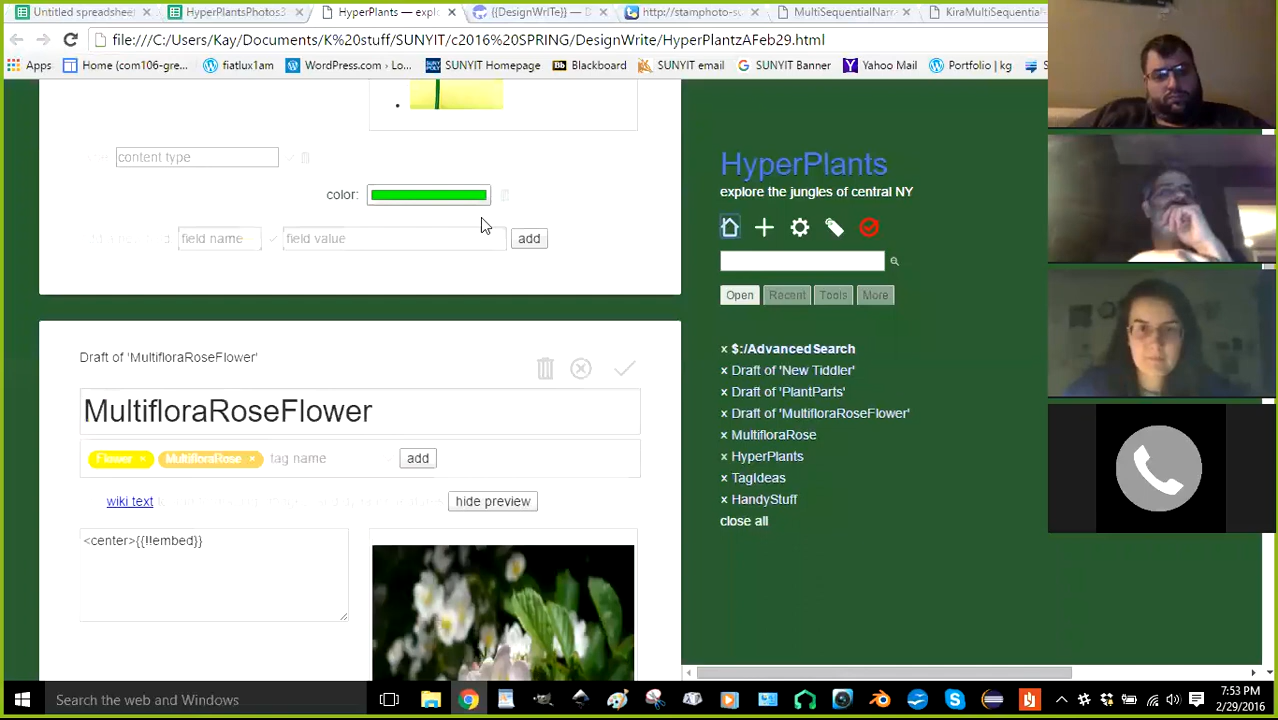 Untitled spreadshee × HyperPlantsPhotos3 × HyperPlants — expl × {{DesignWriTe}} — D × http://stamphoto-su × MultiSequentialNarr × KiraMultiSequential-
file:///C:/Users/Kay/Documents/K%20stuff/SUNYIT/c2016%20SPRING/DesignWrite/HyperPlantzAFeb29.html
Apps Home (com106-gre... fiatlux1am WordPress.com › Lo... SUNYIT Homepage Bb Blackboard SUNYIT email SUNYIT Banner Yahoo Mail Portfolio | kg
content type
color:
field name field value add
Draft of 'MultifloraRoseFlower'
MultifloraRoseFlower
Flower × MultifloraRose × tag name add
wiki text hide preview
<center>{{!!embed}}
HyperPlants
explore the jungles of central NY
Open Recent Tools More
× $:/AdvancedSearch
× Draft of 'New Tiddler'
× Draft of 'PlantParts'
× Draft of 'MultifloraRoseFlower'
× MultifloraRose
× HyperPlants
× TagIdeas
× HandyStuff
close all
Search the web and Windows
7:53 PM
2/29/2016